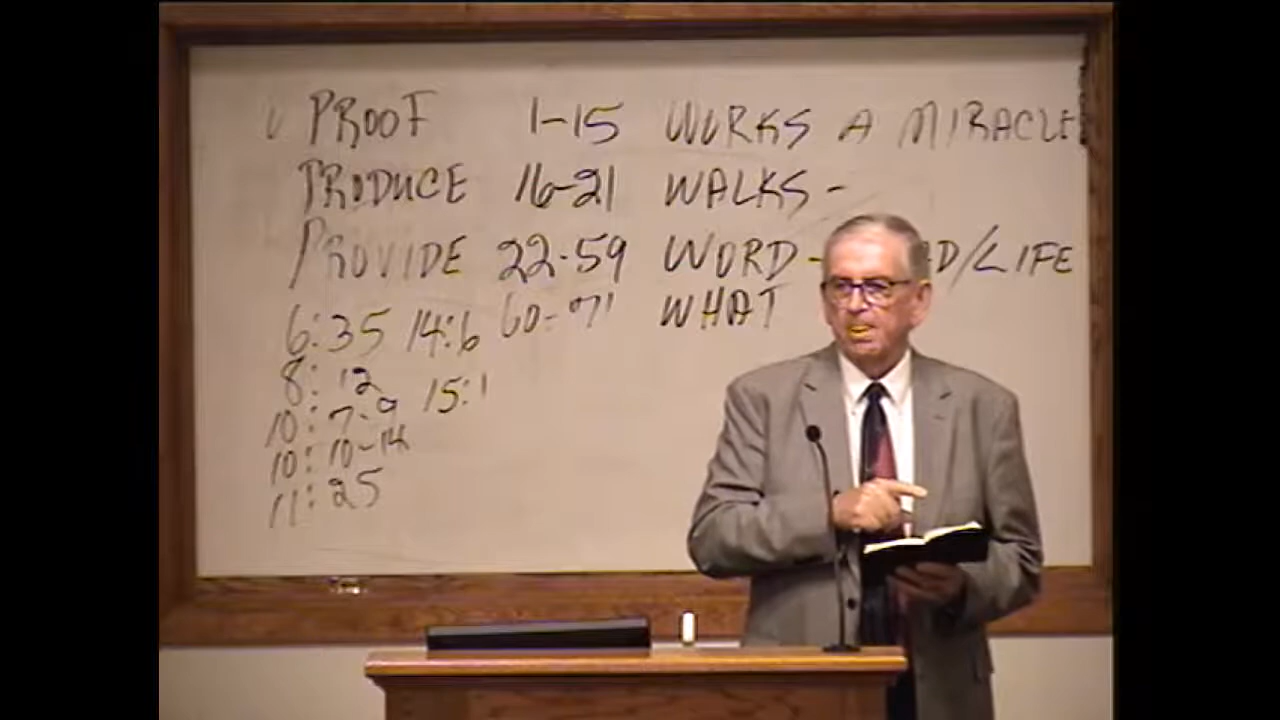 PROOF 1-15 WORKS A MIRACLE
PRODUCE 16-21 WALKS -
PROVIDE 22-59 WORD - D/LIFE
6:35 14:6 60-71 WHAT
8:12 15:1
10:7-9
10:10-14
11:25